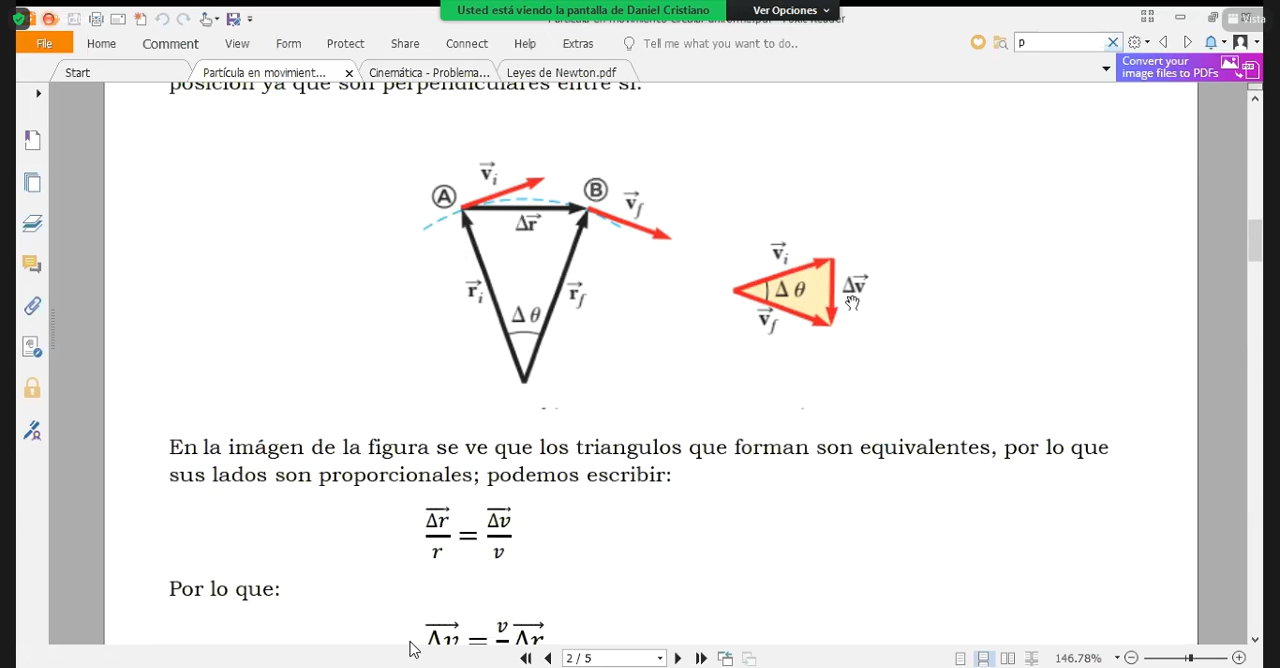 Usted está viendo la pantalla de Daniel Cristiano
Ver Opciones
Vista
File Home Comment View Form Protect Share Connect Help Extras Tell me what you want to do.. p
Convert your
image files to PDFs
Start Partícula en movimient... Cinemática - Problema... Leyes de Newton.pdf
posición ya que son perpendiculares entre sí.
A v⃗i B v⃗f
Δr⃗
r⃗i r⃗f
Δ θ
v⃗i
Δ θ Δv⃗
v⃗f
En la imágen de la figura se ve que los triangulos que forman son equivalentes, por lo que
sus lados son proporcionales; podemos escribir:
Δr/r = Δv/v
Por lo que:
Δv = v Δr
2 / 5 146.78%